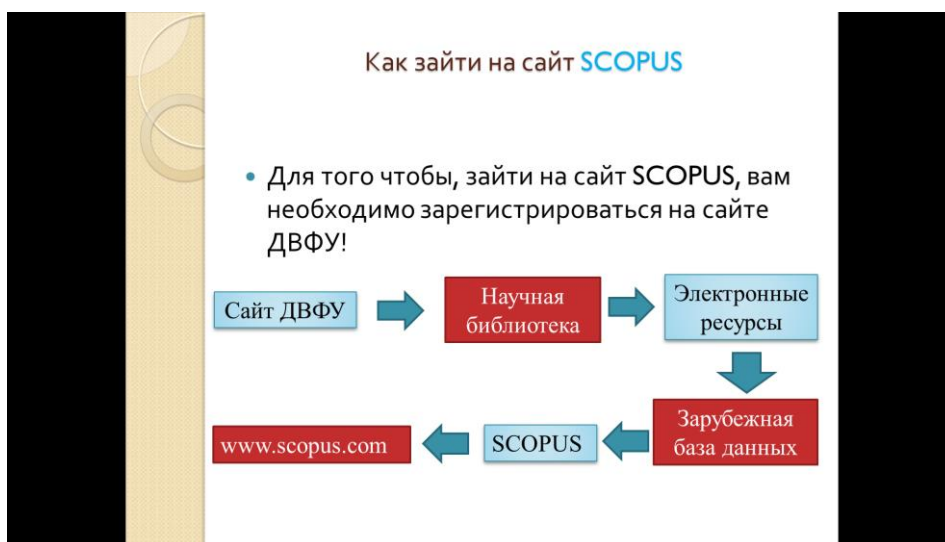 Как зайти на сайт SCOPUS
• Для того чтобы, зайти на сайт SCOPUS, вам
необходимо зарегистрироваться на сайте
ДВФУ!
Сайт ДВФУ
Научная
библиотека
Электронные
ресурсы
Зарубежная
база данных
SCOPUS
www.scopus.com